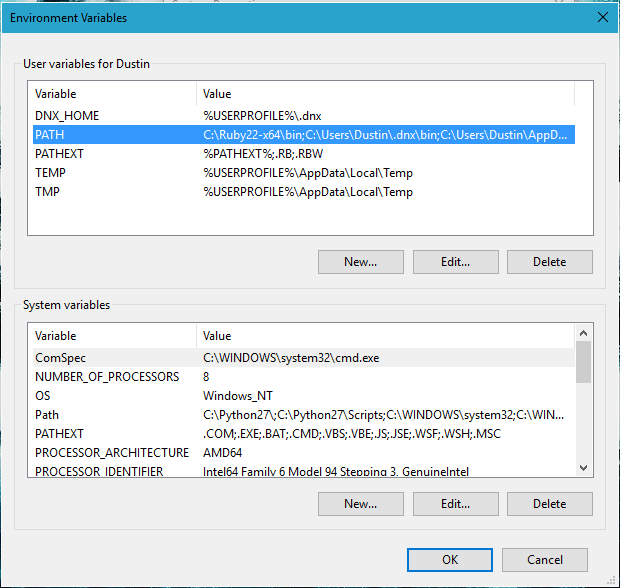 Environment Variables
User variables for Dustin
Variable Value
DNX_HOME %USERPROFILE%\.dnx
PATH C:\Ruby22-x64\bin;C:\Users\Dustin\.dnx\bin;C:\Users\Dustin\AppD...
PATHEXT %PATHEXT%;.RB;.RBW
TEMP %USERPROFILE%\AppData\Local\Temp
TMP %USERPROFILE%\AppData\Local\Temp
New... Edit... Delete
System variables
Variable Value
ComSpec C:\WINDOWS\system32\cmd.exe
NUMBER_OF_PROCESSORS 8
OS Windows_NT
Path C:\Python27\;C:\Python27\Scripts;C:\WINDOWS\system32;C:\WIN...
PATHEXT .COM;.EXE;.BAT;.CMD;.VBS;.VBE;.JS;.JSE;.WSF;.WSH;.MSC
PROCESSOR_ARCHITECTURE AMD64
PROCESSOR_IDENTIFIER Intel64 Family 6 Model 94 Stepping 3, GenuineIntel
New... Edit... Delete
OK Cancel